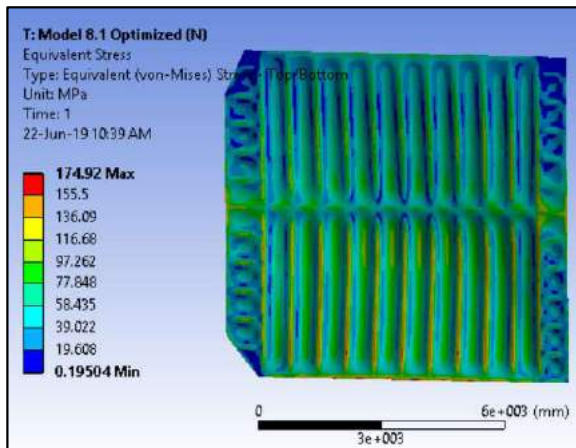 T: Model 8.1 Optimized (N)
Equivalent Stress
Type: Equivalent (von-Mises) Stress - Top/Bottom
Unit: MPa
Time: 1
22-Jun-19 10:39 AM
174.92 Max
155.5
136.09
116.68
97.262
77.848
58.435
39.022
19.608
0.19504 Min
0
6e+003 (mm)
3e+003